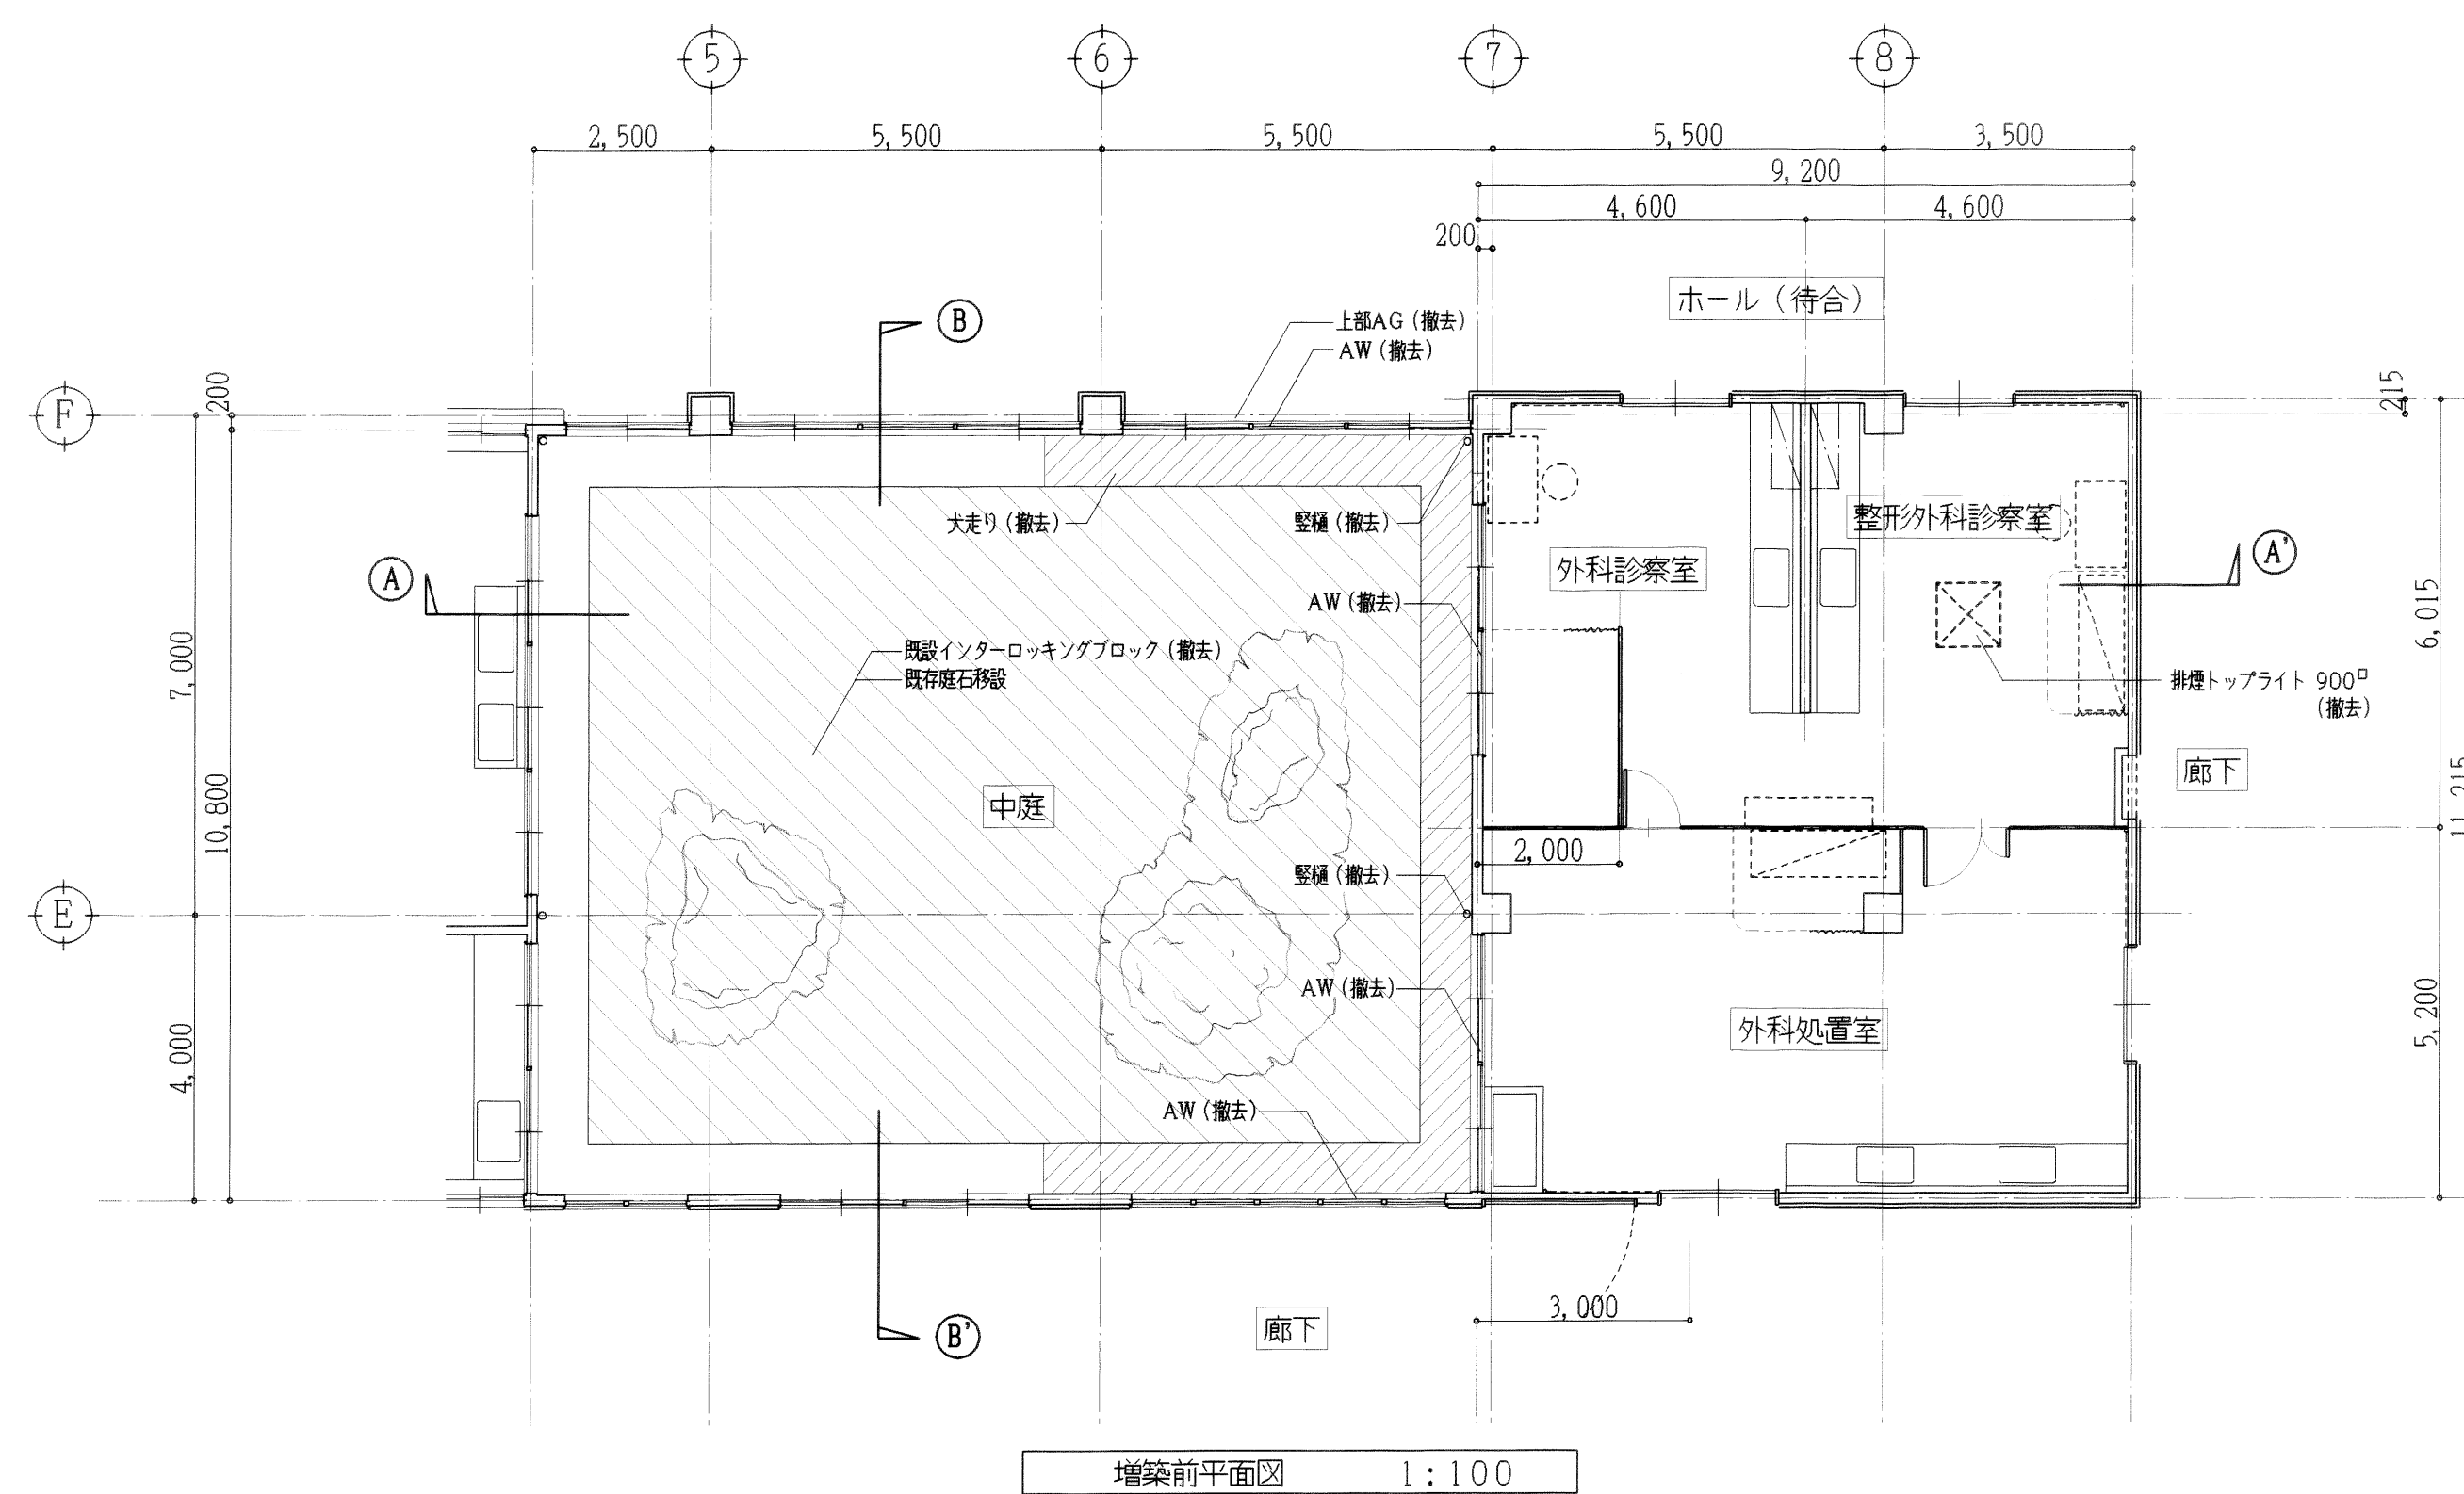 5
6
7
8
2,500
5,500
5,500
5,500
3,500
9,200
4,600
4,600
200
ホール（待合）
B
上部AG（撤去）
AW（撤去）
F
200
215
犬走り（撤去）
竪樋（撤去）
整形外科診察室
A
A'
外科診察室
AW（撤去）
6,015
7,000
既設インターロッキングブロック（撤去）
既存庭石移設
排煙トップライト 900□
（撤去）
廊下
中庭
10,800
11,215
2,000
竪樋（撤去）
E
AW（撤去）
外科処置室
5,200
4,000
AW（撤去）
3,000
廊下
B'
増築前平面図 1:100